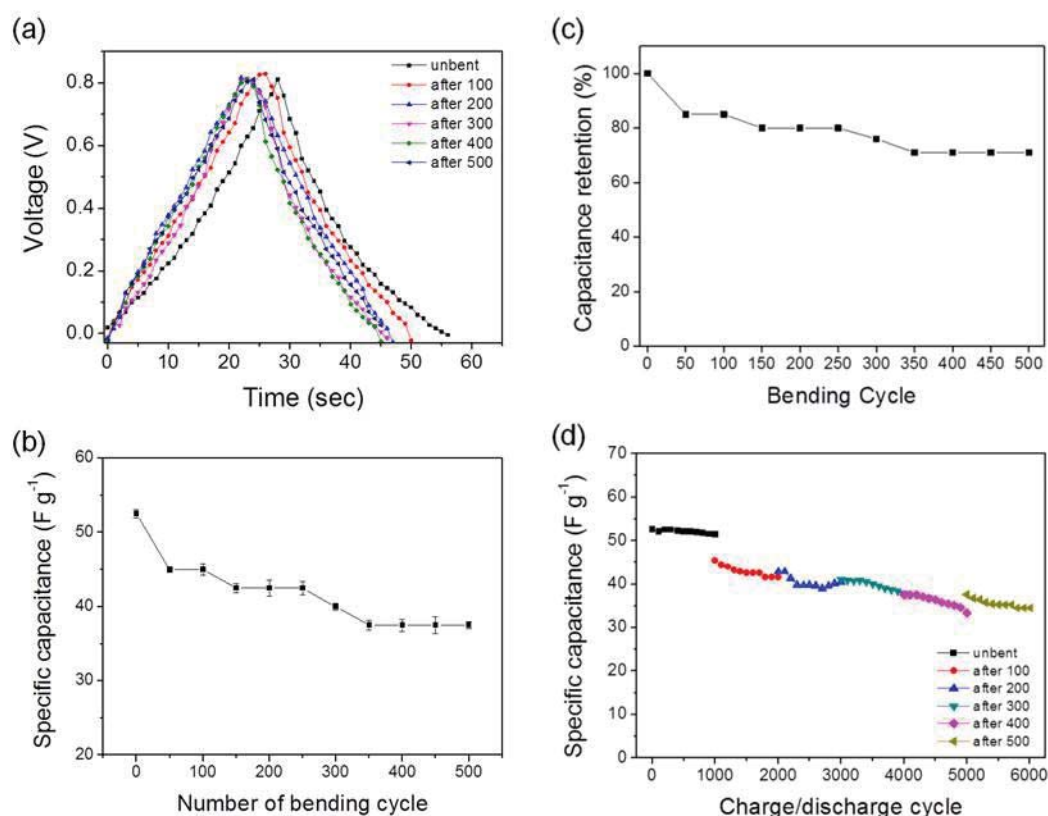 (a)
unbent
after 100
after 200
after 300
after 400
after 500
0.8
0.6
0.4
0.2
0.0
Voltage (V)
0 10 20 30 40 50 60
Time (sec)
(c)
100
80
60
40
20
0
Capacitance retention (%)
0 50 100 150 200 250 300 350 400 450 500
Bending Cycle
(b)
60
50
40
30
20
Specific capacitance (F g⁻¹)
0 100 200 300 400 500
Number of bending cycle
(d)
70
60
50
40
30
20
10
0
Specific capacitance (F g⁻¹)
unbent
after 100
after 200
after 300
after 400
after 500
0 1000 2000 3000 4000 5000 6000
Charge/discharge cycle